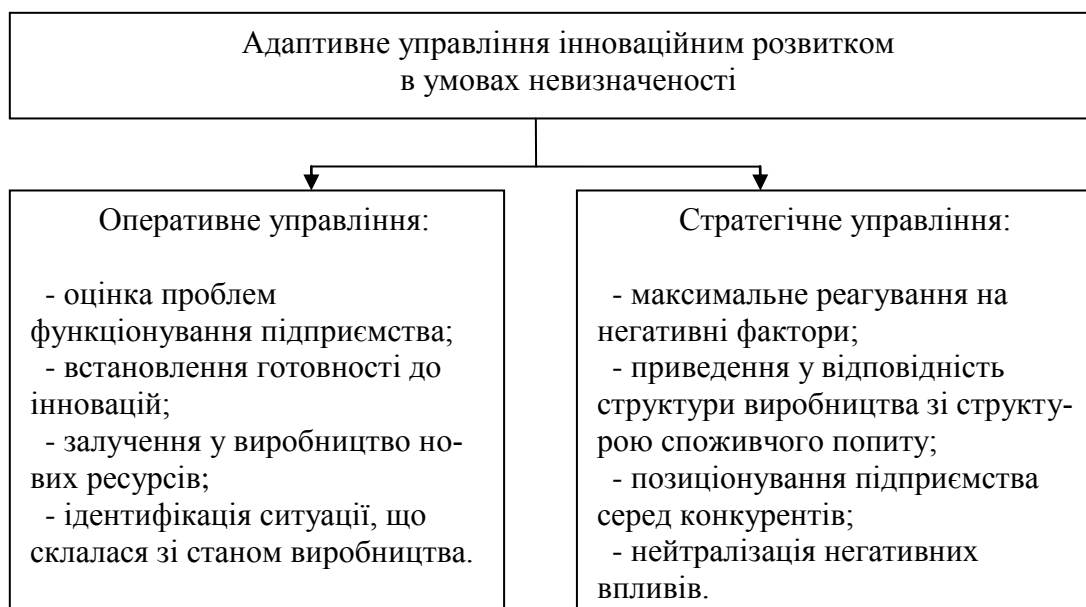 Адаптивне управління інноваційним розвитком
в умовах невизначеності
Оперативне управління:
- оцінка проблем
функціонування підприємства;
- встановлення готовності до
інновацій;
- залучення у виробництво но-
вих ресурсів;
- ідентифікація ситуації, що
склалася зі станом виробництва.
Стратегічне управління:
- максимальне реагування на
негативні фактори;
- приведення у відповідність
структури виробництва зі структу-
рою споживчого попиту;
- позиціонування підприємства
серед конкурентів;
- нейтралізація негативних
впливів.